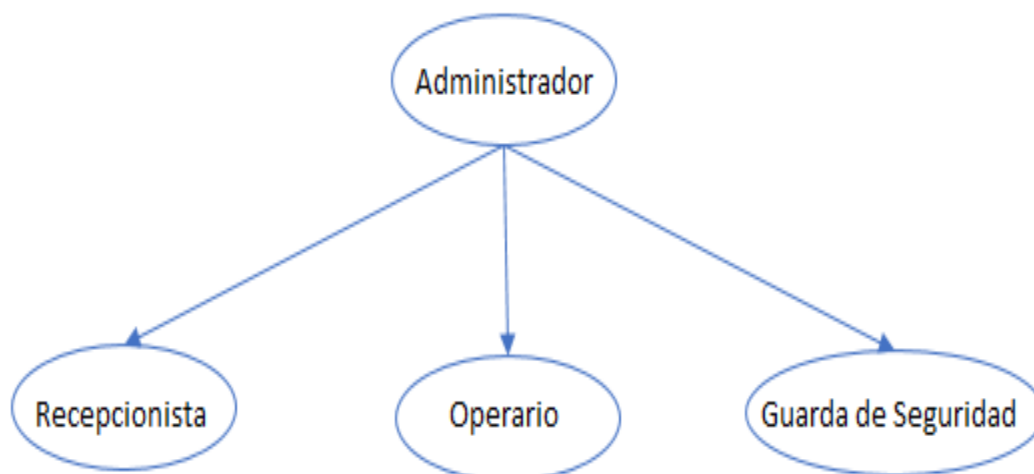 Administrador
Recepcionista
Operario
Guarda de Seguridad